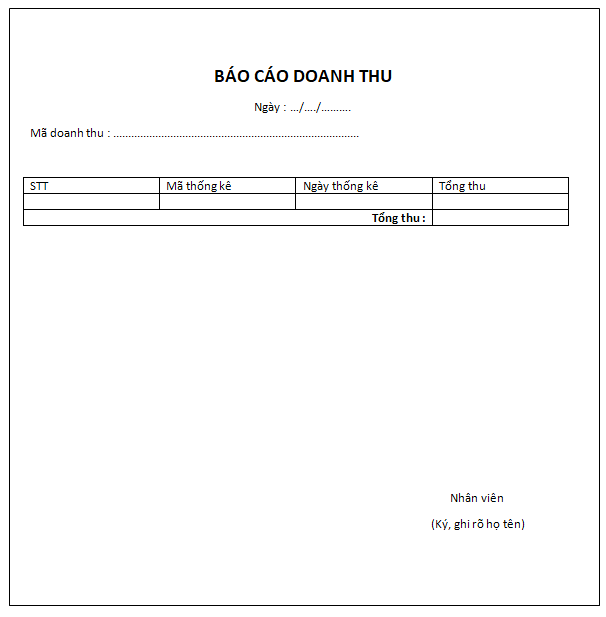 BÁO CÁO DOANH THU
Ngày : .../..../..........
Mã doanh thu : ..................................................................................
STT Mã thống kê Ngày thống kê Tổng thu
Tổng thu :
Nhân viên
(Ký, ghi rõ họ tên)